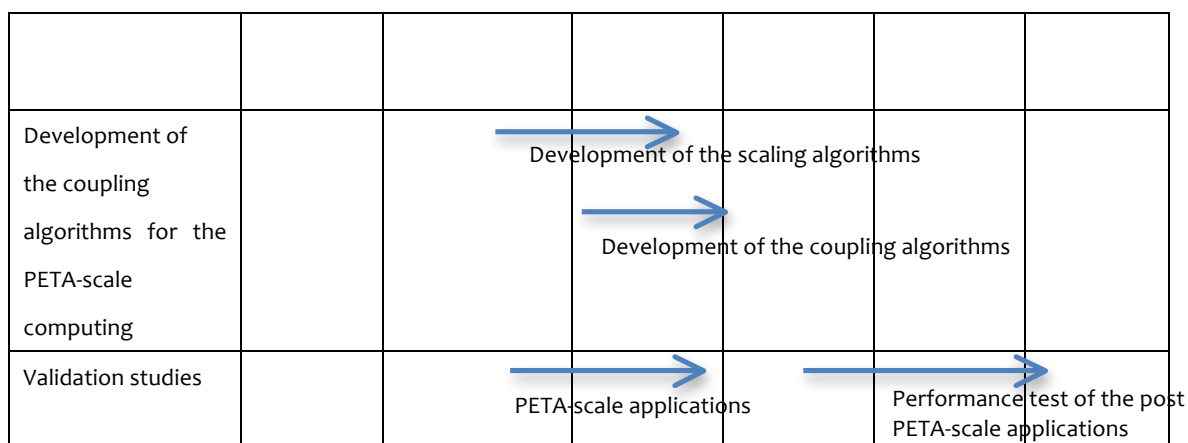 Development of
the coupling
algorithms for the
PETA-scale
computing
Development of the scaling algorithms
Development of the coupling algorithms
Validation studies
PETA-scale applications
Performance test of the post
PETA-scale applications